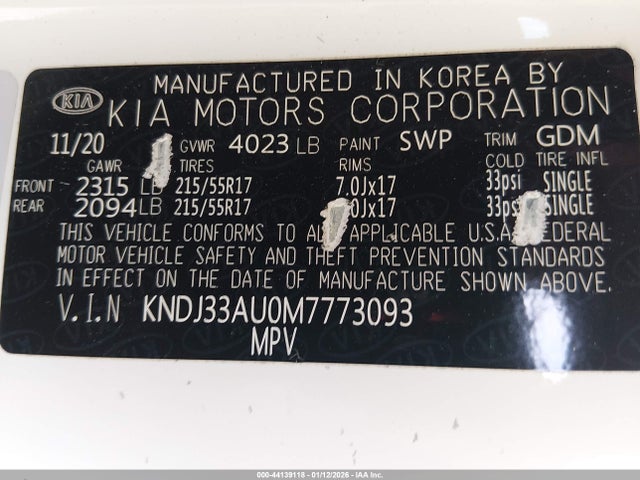 KIA MANUFACTURED IN KOREA BY
KIA MOTORS CORPORATION
11/20 GVWR 4023 LB PAINT SWP TRIM GDM
GAWR TIRES RIMS COLD TIRE INFL
FRONT 2315 LB 215/55R17 7.0Jx17 33psi SINGLE
REAR 2094 LB 215/55R17 .0Jx17 33psi SINGLE
THIS VEHICLE CONFORMS TO APPLICABLE U.S.A. FEDERAL
MOTOR VEHICLE SAFETY AND THEFT PREVENTION STANDARDS
IN EFFECT ON THE DATE OF MANUFACTURE SHOWN ABOVE.
V.I.N KNDJ33AU0M7773093
MPV
000-44139118 - 01/12/2026 - IAA Inc.